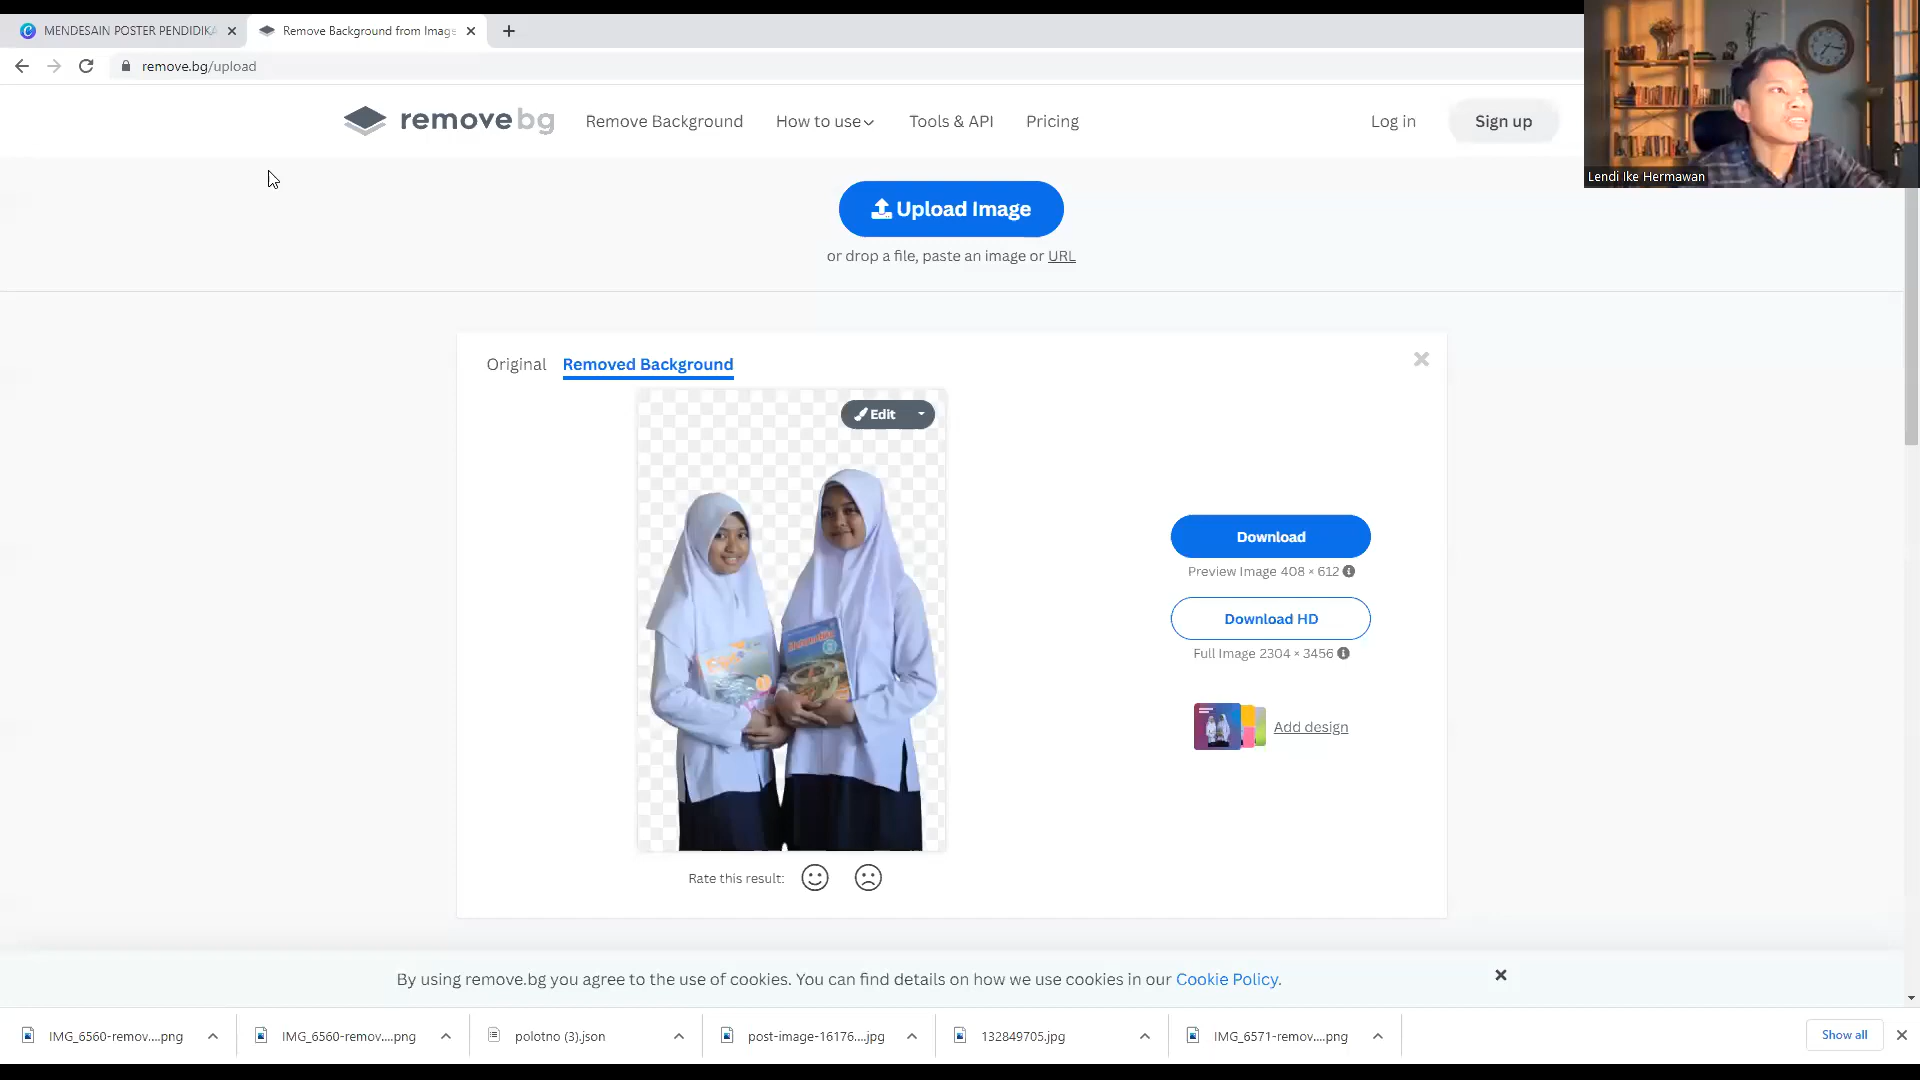 MENDESAIN POSTER PENDIDIKA
Remove Background from Imag
remove.bg/upload
removebg
Remove Background
How to use
Tools & API
Pricing
Log in
Sign up
Lendi Ike Hermawan
Upload Image
or drop a file, paste an image or URL
Original
Removed Background
Edit
Matematika
Download
Preview Image 408 × 612
Download HD
Full Image 2304 × 3456
Add design
Rate this result:
By using remove.bg you agree to the use of cookies. You can find details on how we use cookies in our Cookie Policy.
IMG_6560-remov....png
IMG_6560-remov....png
polotno (3).json
post-image-16176....jpg
132849705.jpg
IMG_6571-remov....png
Show all